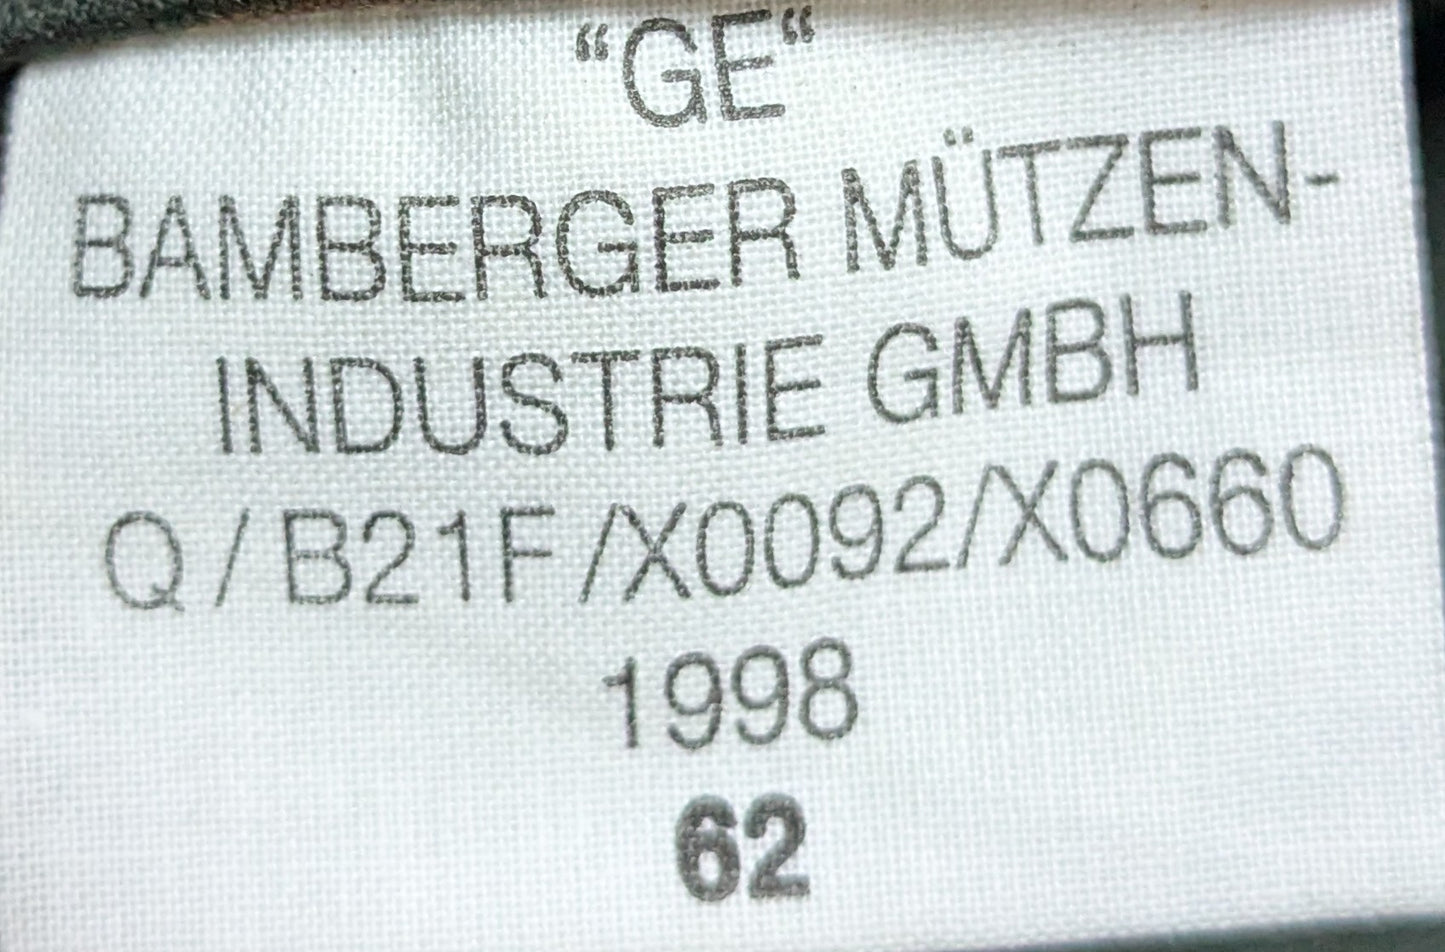 “GE“
BAMBERGER MÜTZEN-
INDUSTRIE GMBH
Q/B21F/X0092/X0660
1998
62